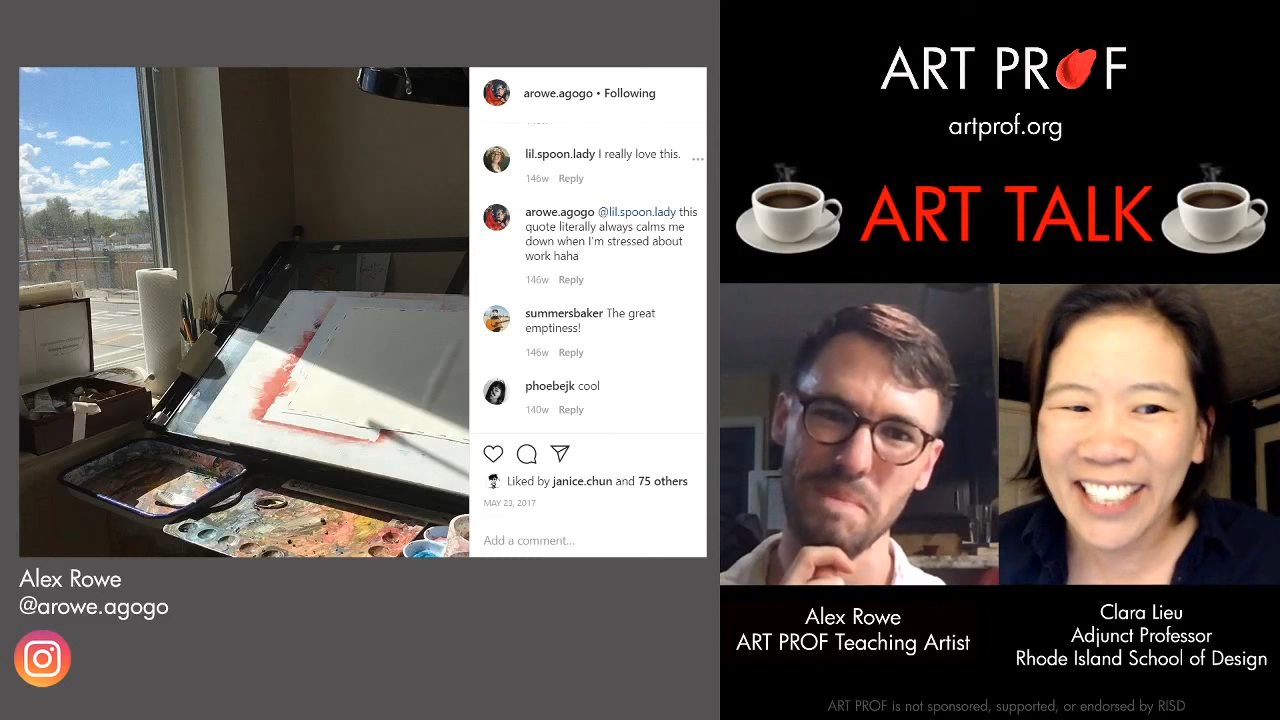 arowe.agogo • Following
lil.spoon.lady I really love this.
146w Reply
arowe.agogo @lil.spoon.lady this
quote literally always calms me
down when I'm stressed about
work haha
146w Reply
summersbaker The great
emptiness!
146w Reply
phoebejk cool
140w Reply
Liked by janice.chun and 75 others
MAY 23, 2017
Add a comment...
Alex Rowe
@arowe.agogo
ART PROF
artprof.org
ART TALK
Alex Rowe
ART PROF Teaching Artist
Clara Lieu
Adjunct Professor
Rhode Island School of Design
ART PROF is not sponsored, supported, or endorsed by RISD